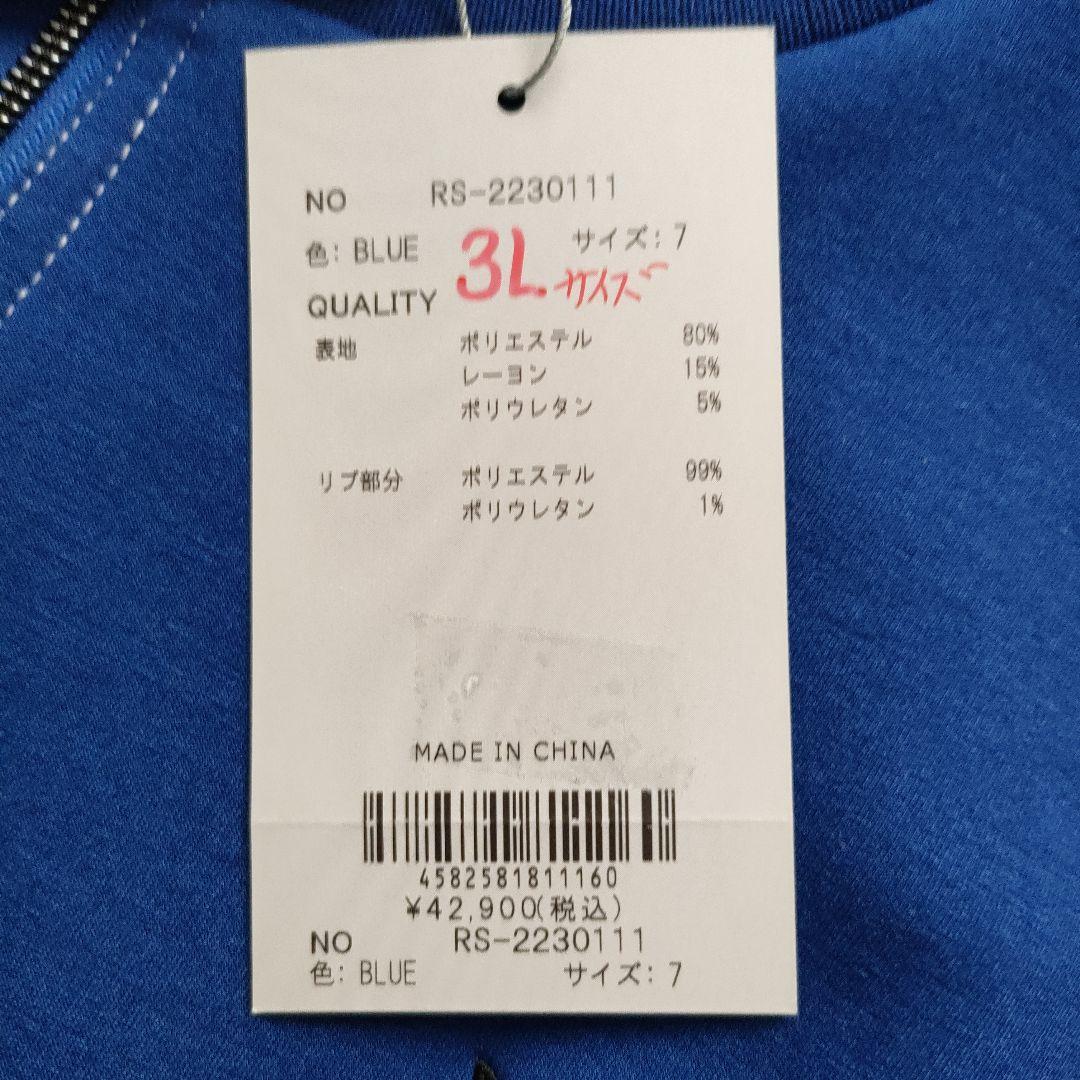 NO RS-2230111
色: BLUE 3L サイズ: 7
サイズ
QUALITY
表地 ポリエステル 80%
レーヨン 15%
ポリウレタン 5%
リブ部分 ポリエステル 99%
ポリウレタン 1%
MADE IN CHINA
4582581811160
¥42,900(税込)
NO RS-2230111
色: BLUE サイズ: 7